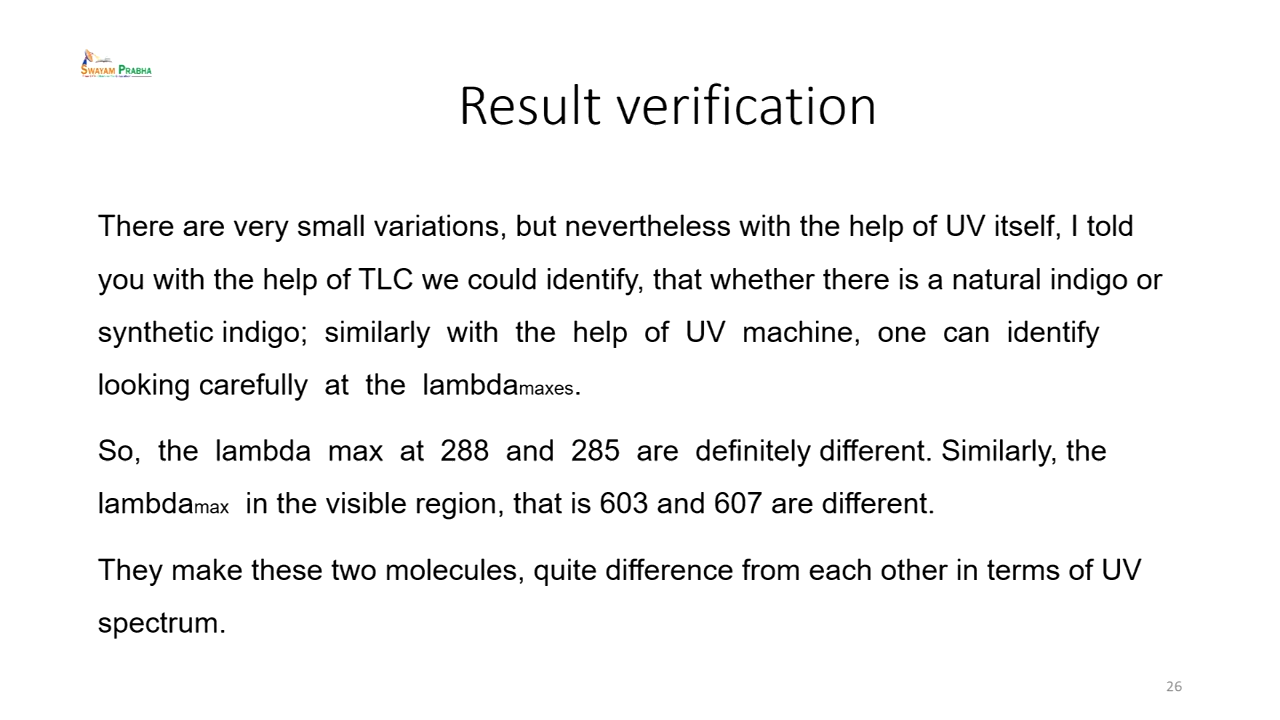 SWAYAM PRABHA
Result verification
There are very small variations, but nevertheless with the help of UV itself, I told
you with the help of TLC we could identify, that whether there is a natural indigo or
synthetic indigo; similarly with the help of UV machine, one can identify
looking carefully at the lambdamaxes.
So, the lambda max at 288 and 285 are definitely different. Similarly, the
lambdamax in the visible region, that is 603 and 607 are different.
They make these two molecules, quite difference from each other in terms of UV
spectrum.
26